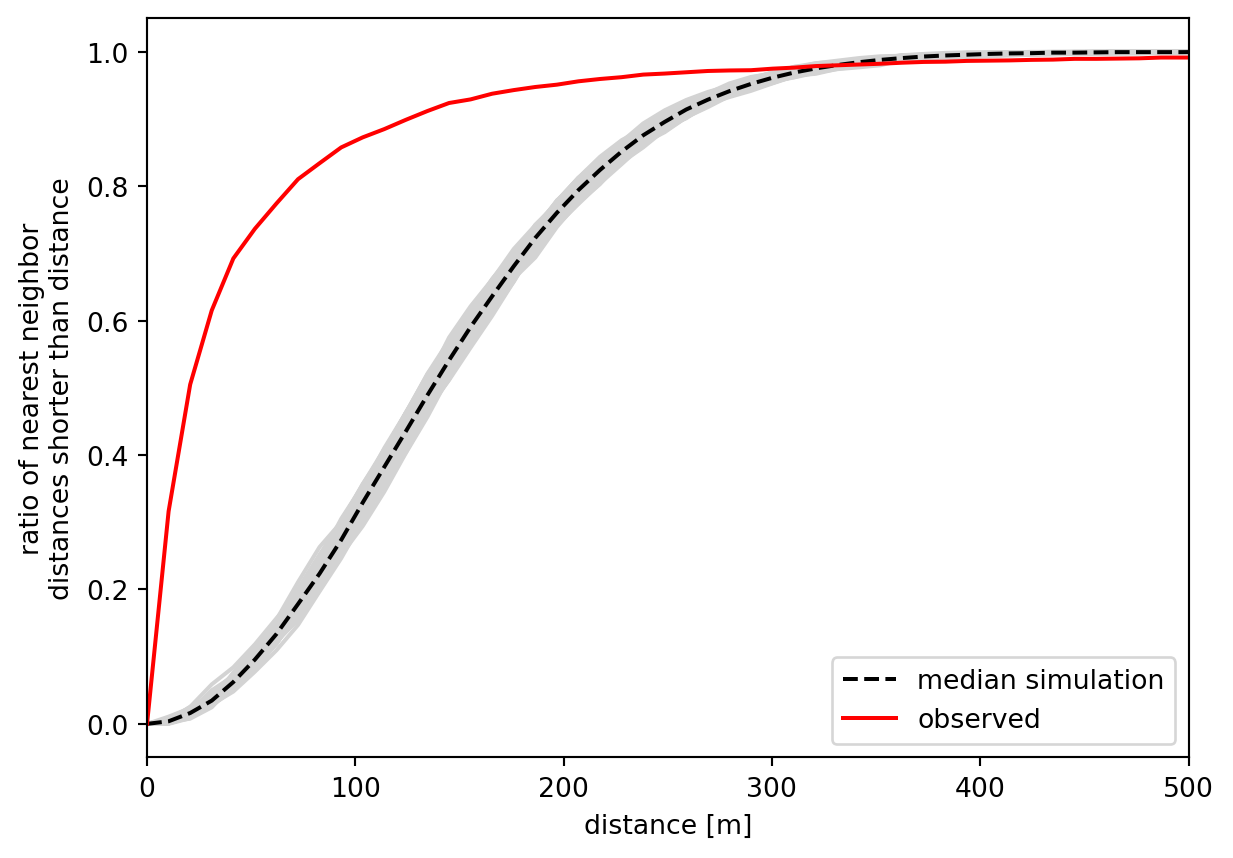 ratio of nearest neighbor
distances shorter than distance
1.0
0.8
0.6
0.4
0.2
0.0
median simulation
observed
0 100 200 300 400 500
distance [m]